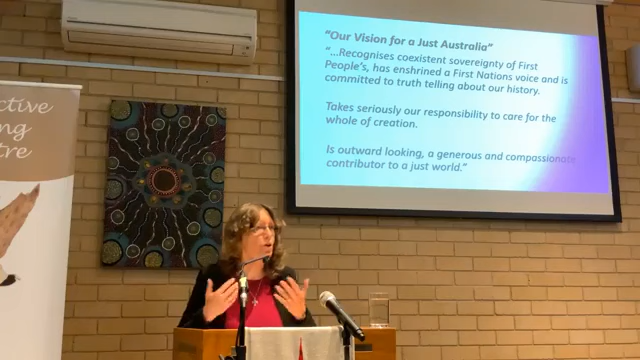 "Our Vision for a Just Australia"
"...Recognises coexistent sovereignty of First
People's, has enshrined a First Nations voice and is
committed to truth telling about our history.
Takes seriously our responsibility to care for the
whole of creation.
Is outward looking, a generous and compassionate
contributor to a just world."
ctive
ng
tre